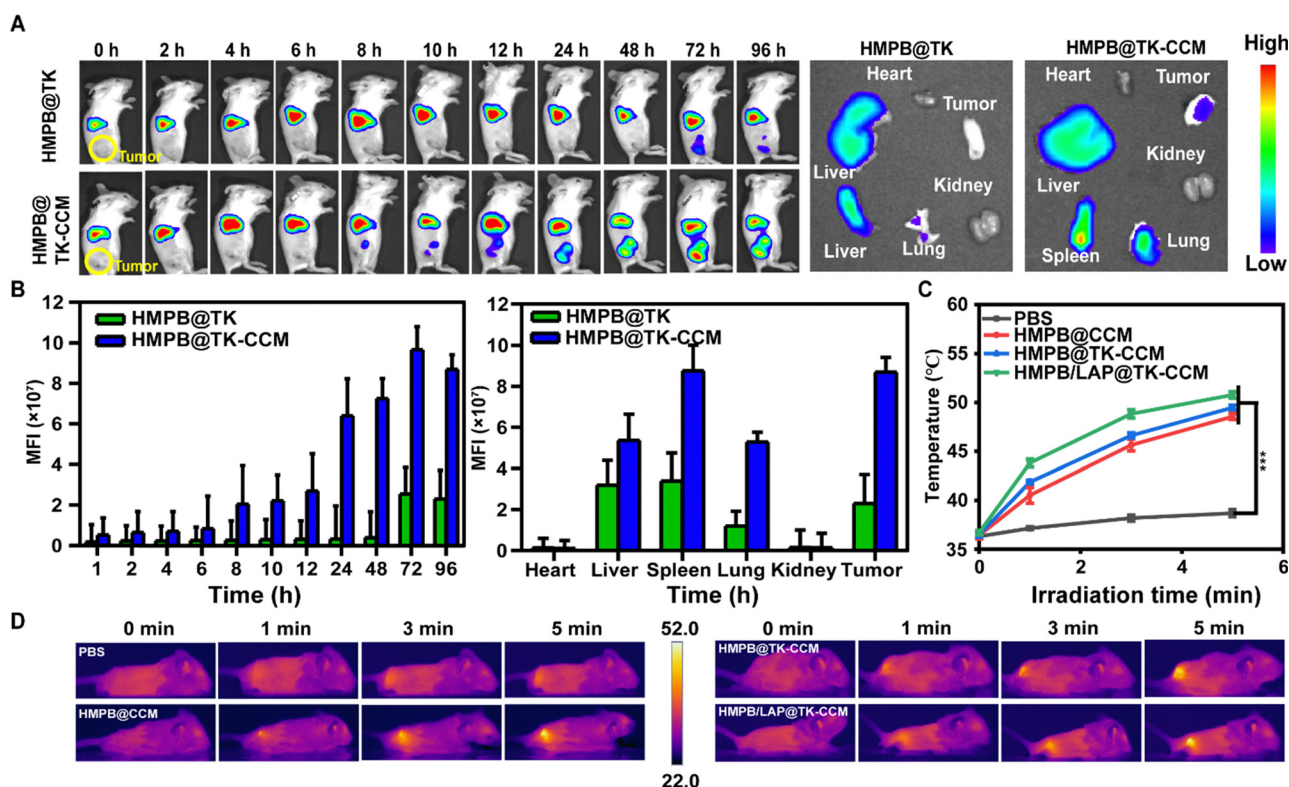 A
0 h 2 h 4 h 6 h 8 h 10 h 12 h 24 h 48 h 72 h 96 h
HMPB@TK
Tumor
HMPB@
TK-CCM
Tumor
HMPB@TK
Heart
Tumor
Liver
Kidney
Liver
Lung
HMPB@TK-CCM
Heart
Tumor
Kidney
Liver
Spleen
Lung
High
Low
B
MFI (×10⁷)
12
10
8
6
4
2
0
HMPB@TK
HMPB@TK-CCM
1 2 4 6 8 10 12 24 48 72 96
Time (h)
MFI (×10⁷)
12
10
8
6
4
2
0
HMPB@TK
HMPB@TK-CCM
Heart Liver Spleen Lung Kidney Tumor
Time (h)
C
Temperature (℃)
60
55
50
45
40
35
PBS
HMPB@CCM
HMPB@TK-CCM
HMPB/LAP@TK-CCM
***
0 2 4 6
Irradiation time (min)
D
0 min 1 min 3 min 5 min
PBS
HMPB@CCM
52.0
22.0
0 min 1 min 3 min 5 min
HMPB@TK-CCM
HMPB/LAP@TK-CCM